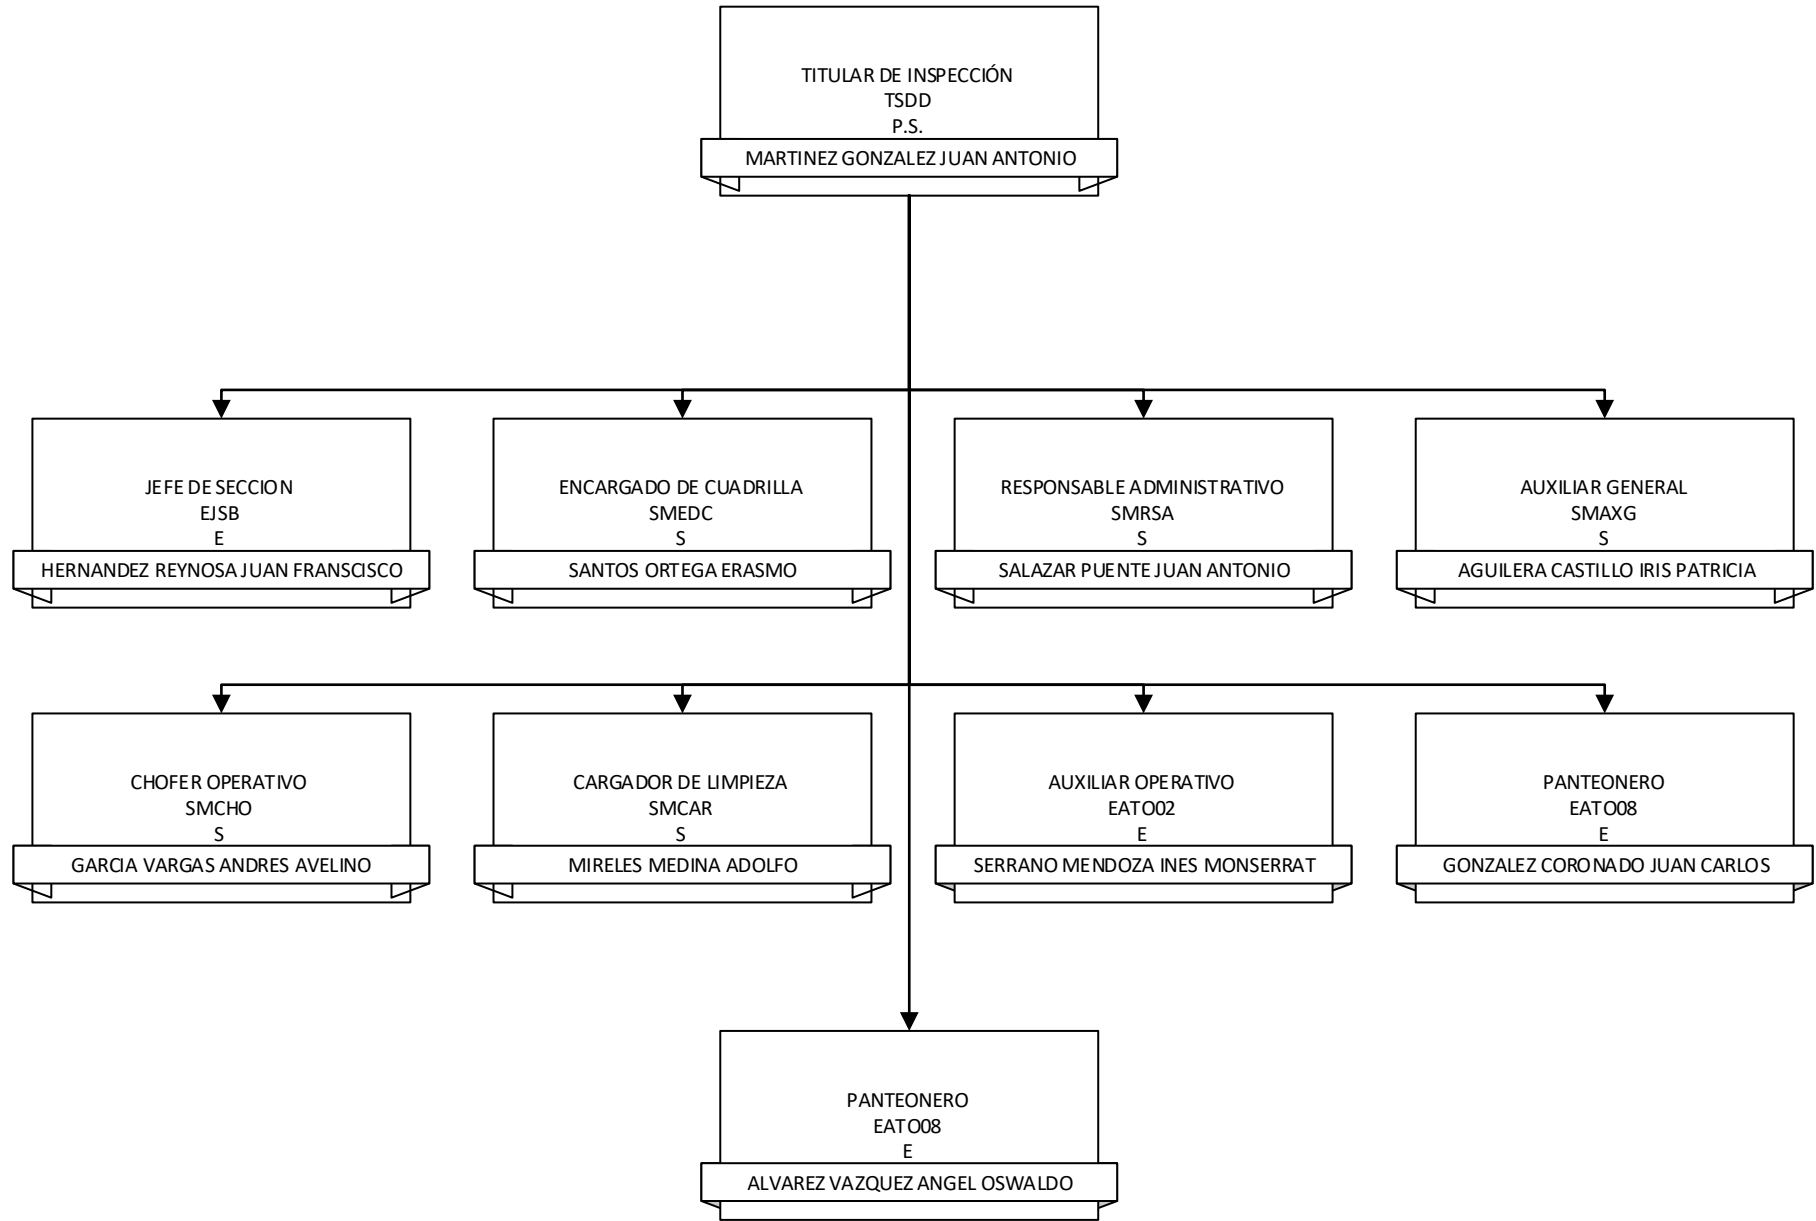 TITULAR DE INSPECCIÓN
TSDD
P.S.
MARTINEZ GONZALEZ JUAN ANTONIO
JEFE DE SECCION
EJSB
E
HERNANDEZ REYNOSA JUAN FRANSCISCO
ENCARGADO DE CUADRILLA
SMEDC
S
SANTOS ORTEGA ERASMO
RESPONSABLE ADMINISTRATIVO
SMRSA
S
SALAZAR PUENTE JUAN ANTONIO
AUXILIAR GENERAL
SMAXG
S
AGUILERA CASTILLO IRIS PATRICIA
CHOFER OPERATIVO
SMCHO
S
GARCIA VARGAS ANDRES AVELINO
CARGADOR DE LIMPIEZA
SMCAR
S
MIRELES MEDINA ADOLFO
AUXILIAR OPERATIVO
EATO02
E
SERRANO MENDOZA INES MONSERRAT
PANTEONERO
EATO08
E
GONZALEZ CORONADO JUAN CARLOS
PANTEONERO
EATO08
E
ALVAREZ VAZQUEZ ANGEL OSWALDO